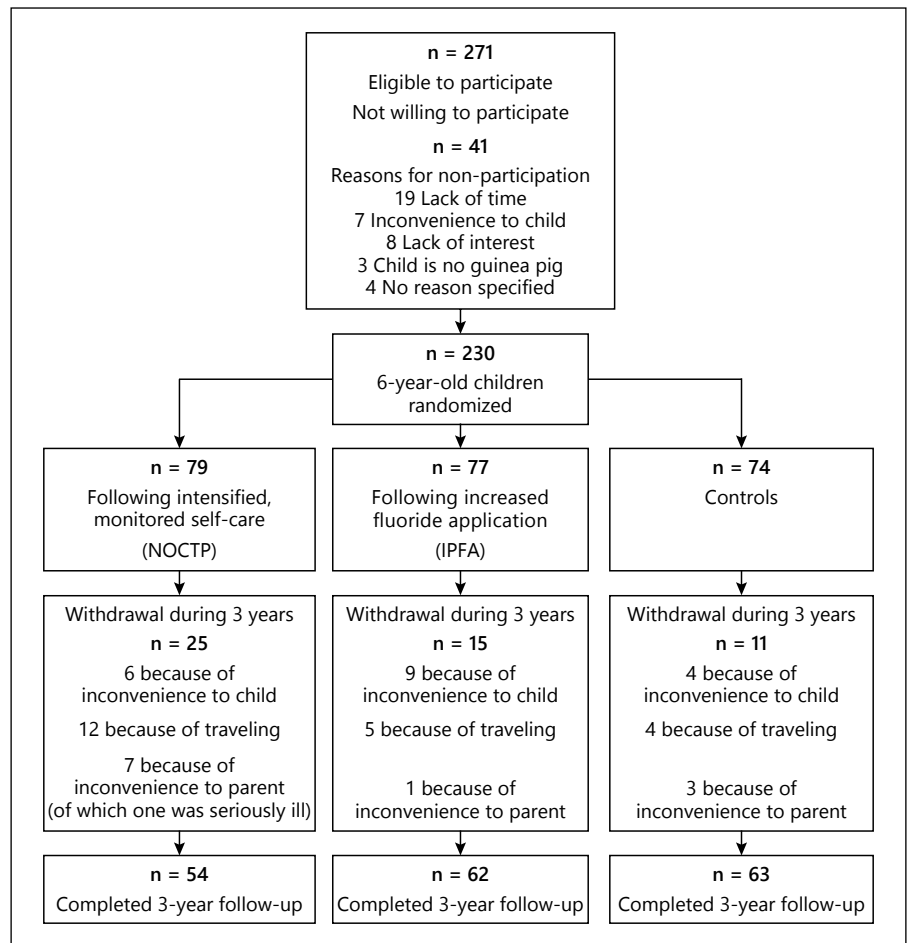 n = 271
Eligible to participate
Not willing to participate
n = 41
Reasons for non-participation
19 Lack of time
7 Inconvenience to child
8 Lack of interest
3 Child is no guinea pig
4 No reason specified
n = 230
6-year-old children
randomized
n = 79
Following intensified,
monitored self-care
(NOCTP)
n = 77
Following increased
fluoride application
(IPFA)
n = 74
Controls
Withdrawal during 3 years
n = 25
6 because of
inconvenience to child
12 because of traveling
7 because of
inconvenience to parent
(of which one was seriously ill)
Withdrawal during 3 years
n = 15
9 because of
inconvenience to child
5 because of traveling
1 because of
inconvenience to parent
Withdrawal during 3 years
n = 11
4 because of
inconvenience to child
4 because of traveling
3 because of
inconvenience to parent
n = 54
Completed 3-year follow-up
n = 62
Completed 3-year follow-up
n = 63
Completed 3-year follow-up